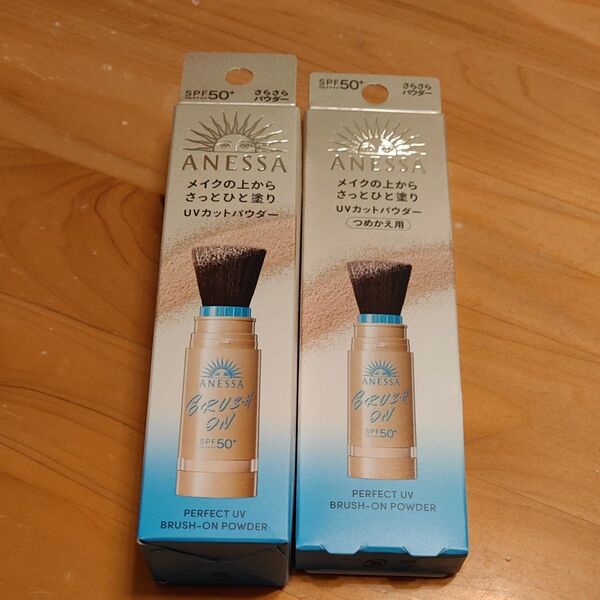 SPF50+
PA++++
さらさら
パウダー
ANESSA
メイクの上から
さっとひと塗り
UVカットパウダー
ANESSA
BRUSH
ON
SPF50+
PA++++
PERFECT UV
BRUSH-ON POWDER
SPF50+
PA++++
さらさら
パウダー
ANESSA
メイクの上から
さっとひと塗り
UVカットパウダー
つめかえ用
ANESSA
BRUSH
ON
SPF50+
PA++++
PERFECT UV
BRUSH-ON POWDER